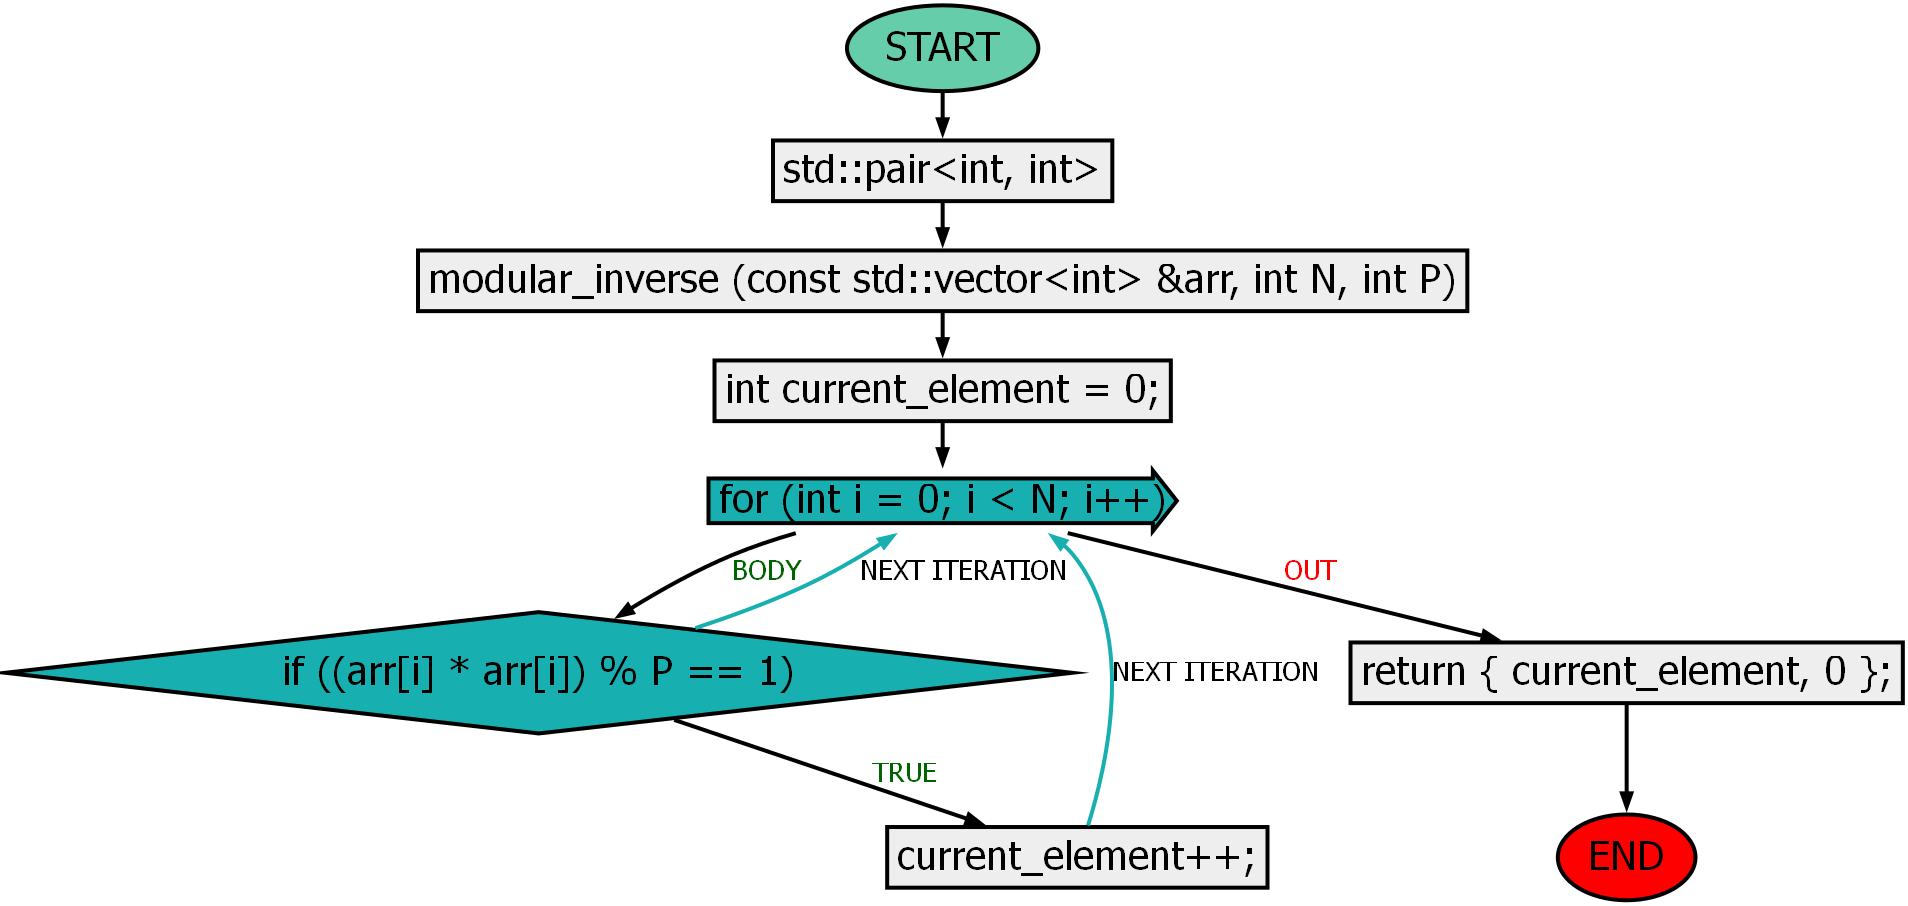 START
std::pair<int, int>
modular_inverse (const std::vector<int> &arr, int N, int P)
int current_element = 0;
for (int i = 0; i < N; i++)
BODY
NEXT ITERATION
OUT
if ((arr[i] * arr[i]) % P == 1)
NEXT ITERATION
return { current_element, 0 };
TRUE
current_element++;
END